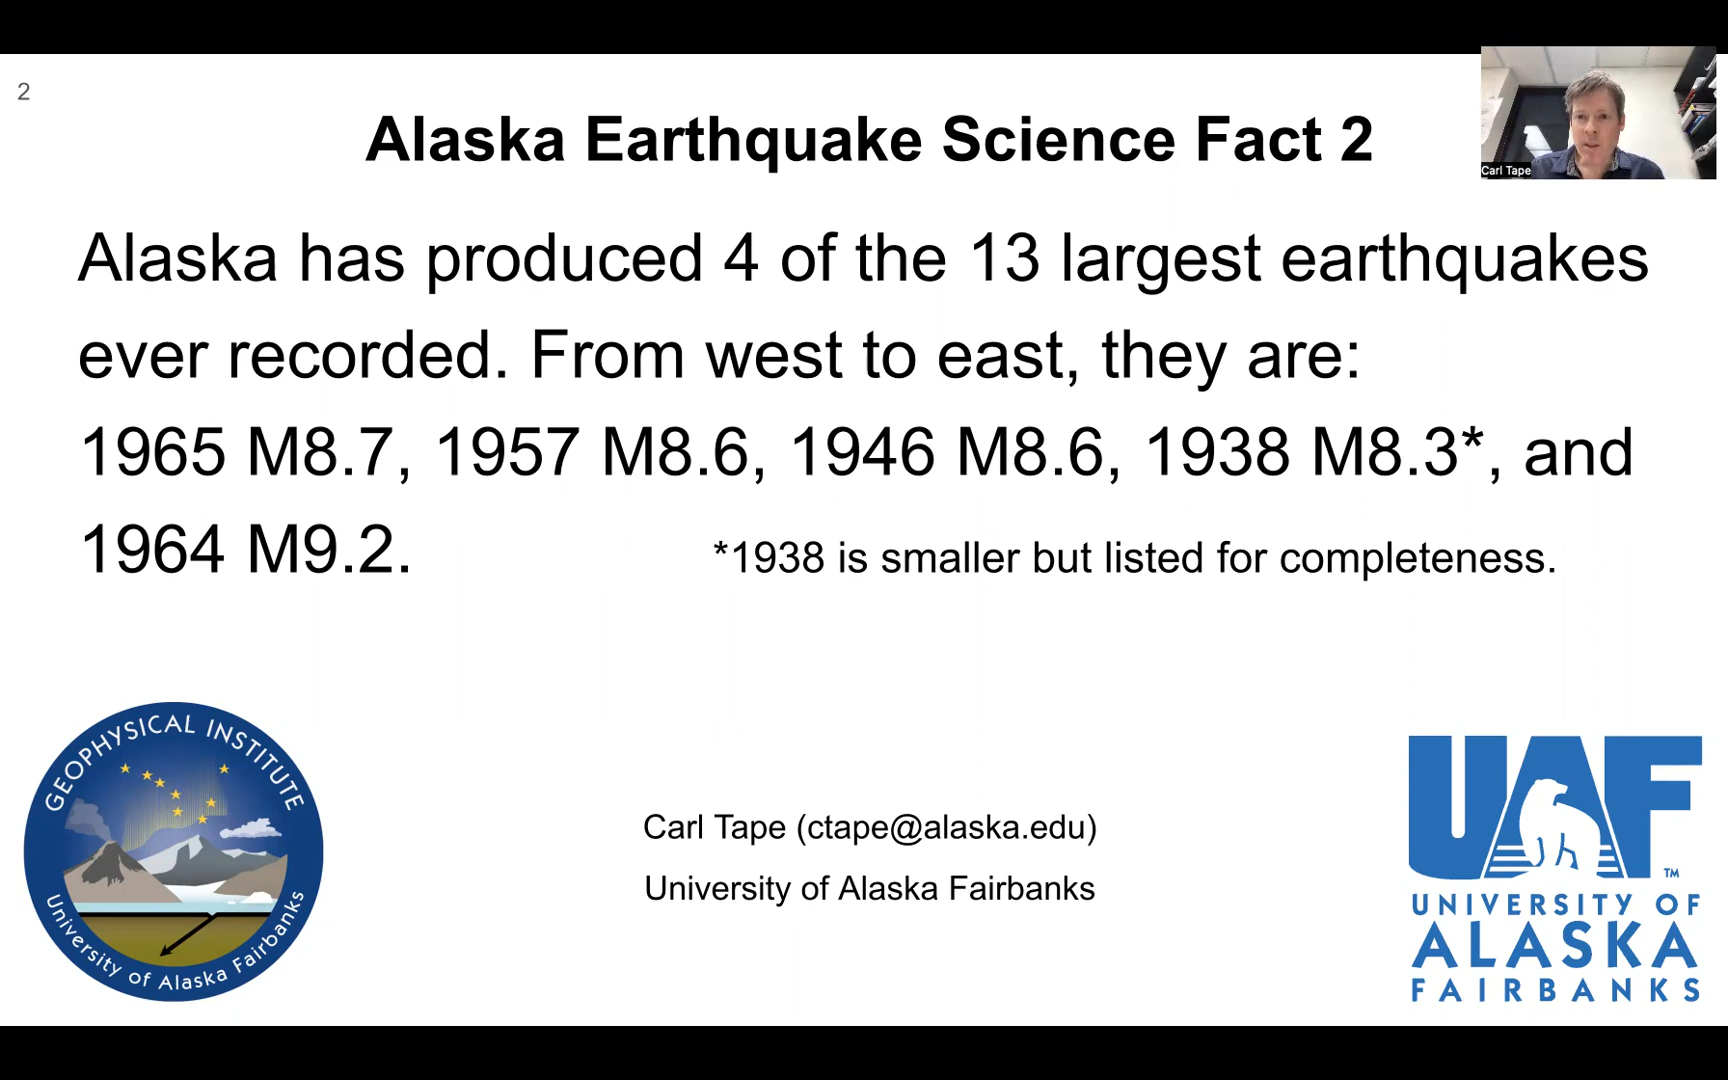 2
Alaska Earthquake Science Fact 2
Carl Tape
Alaska has produced 4 of the 13 largest earthquakes
ever recorded. From west to east, they are:
1965 M8.7, 1957 M8.6, 1946 M8.6, 1938 M8.3*, and
1964 M9.2.
*1938 is smaller but listed for completeness.
GEOPHYSICAL INSTITUTE
University of Alaska Fairbanks
Carl Tape (ctape@alaska.edu)
University of Alaska Fairbanks
UAF
TM
UNIVERSITY OF
ALASKA
FAIRBANKS